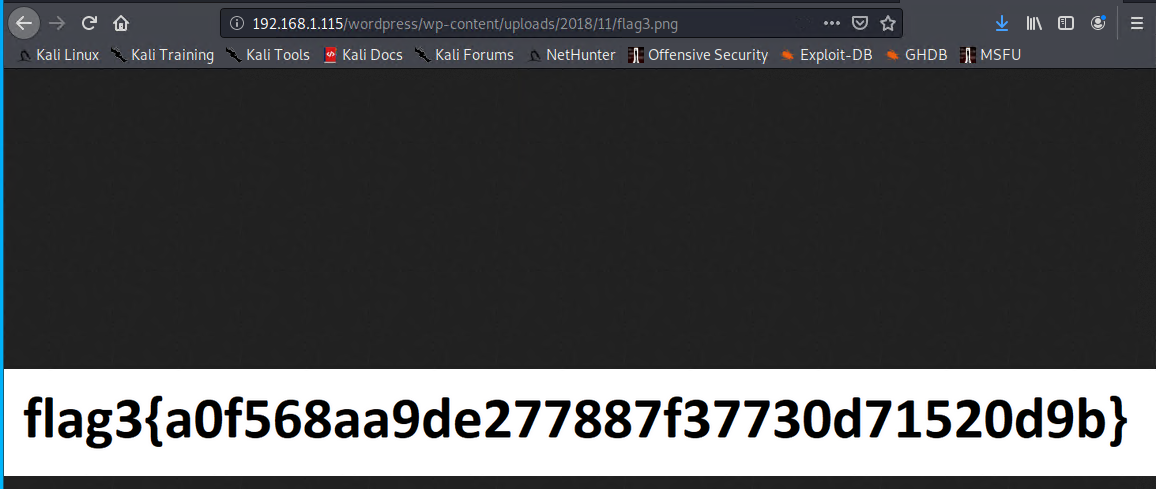 192.168.1.115/wordpress/wp-content/uploads/2018/11/flag3.png
Kali Linux Kali Training Kali Tools Kali Docs Kali Forums NetHunter Offensive Security Exploit-DB GHDB MSFU
flag3{a0f568aa9de277887f37730d71520d9b}